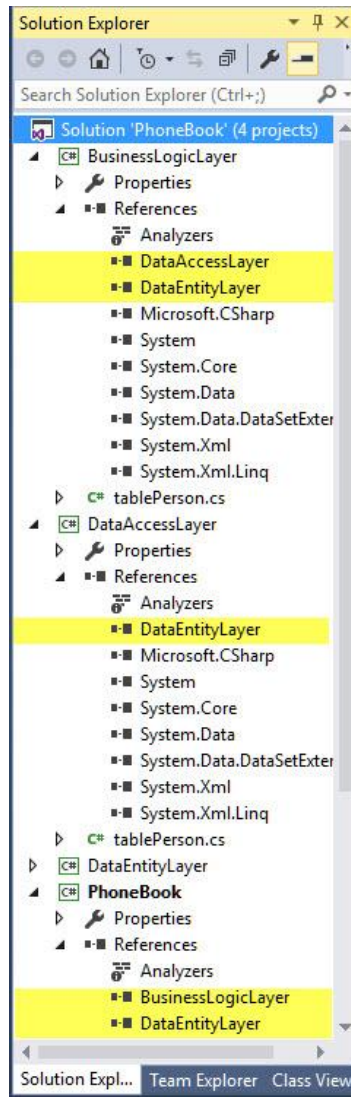 Solution Explorer
Search Solution Explorer (Ctrl+;)
Solution 'PhoneBook' (4 projects)
C# BusinessLogicLayer
Properties
References
Analyzers
DataAccessLayer
DataEntityLayer
Microsoft.CSharp
System
System.Core
System.Data
System.Data.DataSetExter
System.Xml
System.Xml.Linq
C# tablePerson.cs
C# DataAccessLayer
Properties
References
Analyzers
DataEntityLayer
Microsoft.CSharp
System
System.Core
System.Data
System.Data.DataSetExter
System.Xml
System.Xml.Linq
C# tablePerson.cs
C# DataEntityLayer
C# PhoneBook
Properties
References
Analyzers
BusinessLogicLayer
DataEntityLayer
Solution Expl... Team Explorer Class View